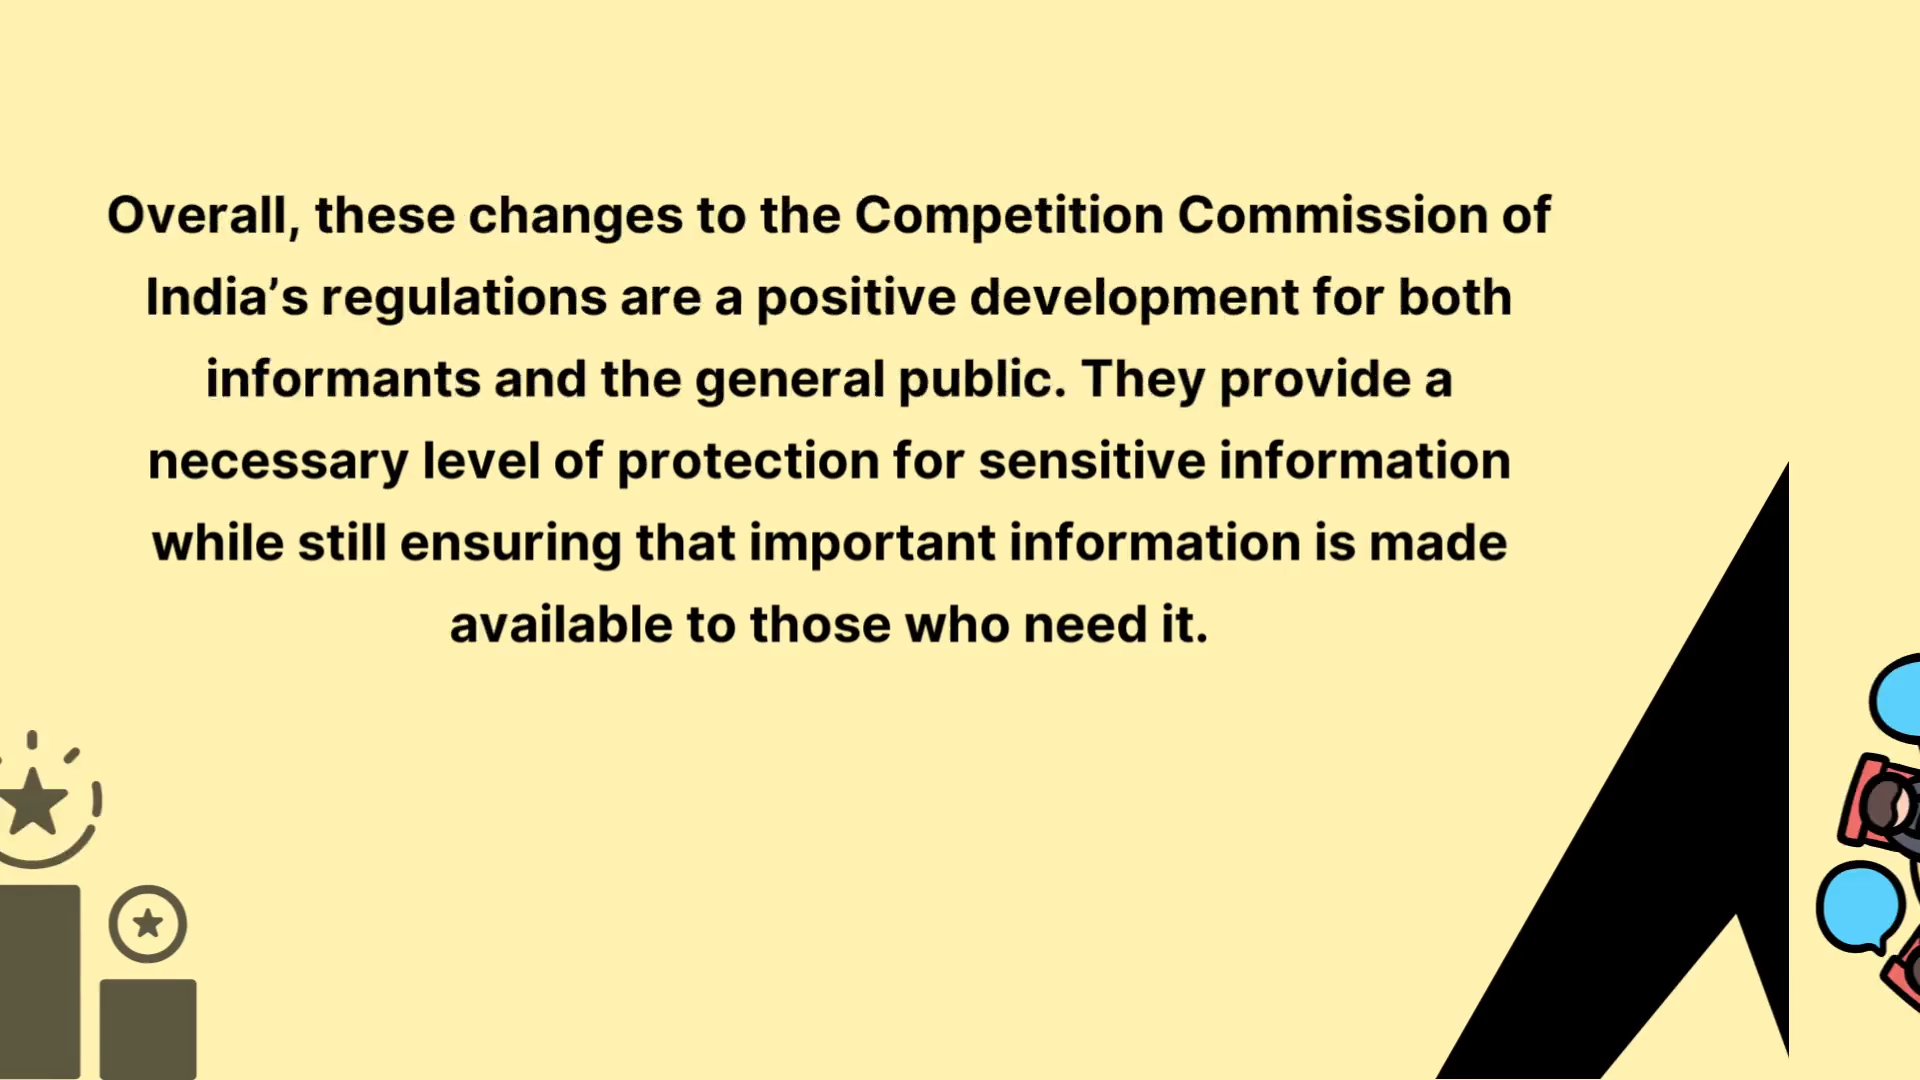 Overall, these changes to the Competition Commission of
India’s regulations are a positive development for both
informants and the general public. They provide a
necessary level of protection for sensitive information
while still ensuring that important information is made
available to those who need it.